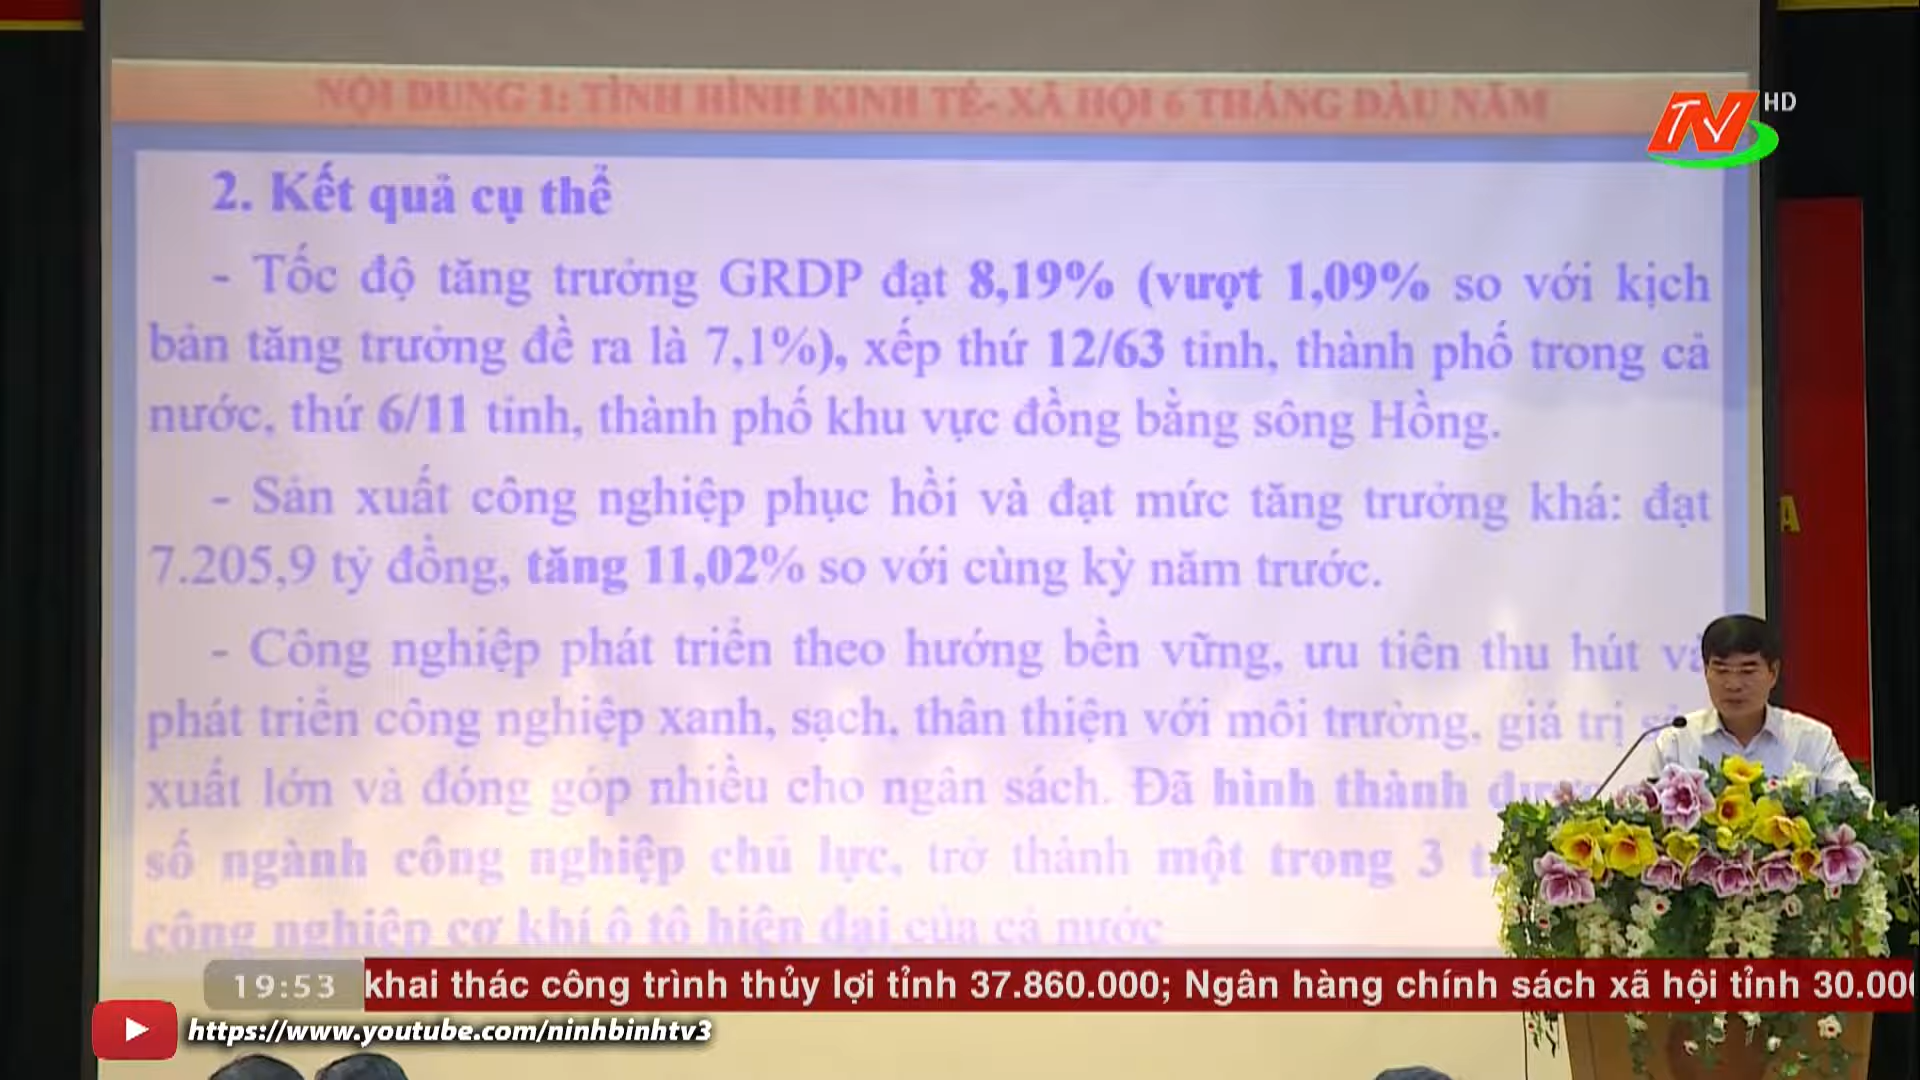 NỘI DUNG 1: TÌNH HÌNH KINH TẾ- XÃ HỘI 6 THÁNG ĐẦU NĂM
TV HD
2. Kết quả cụ thể
- Tốc độ tăng trưởng GRDP đạt 8,19% (vượt 1,09% so với kịch
bản tăng trưởng đề ra là 7,1%), xếp thứ 12/63 tỉnh, thành phố trong cả
nước, thứ 6/11 tỉnh, thành phố khu vực đồng bằng sông Hồng.
- Sản xuất công nghiệp phục hồi và đạt mức tăng trưởng khá: đạt
7.205,9 tỷ đồng, tăng 11,02% so với cùng kỳ năm trước.
- Công nghiệp phát triển theo hướng bền vững, ưu tiên thu hút và
phát triển công nghiệp xanh, sạch, thân thiện với môi trường, giá trị
xuất lớn và đóng góp nhiều cho ngân sách. Đã hình thành
số ngành công nghiệp chủ lực, trở thành một trong 3
công nghiệp cơ khí ô tô hiện đại của cả nước
A
19:53 khai thác công trình thủy lợi tỉnh 37.860.000; Ngân hàng chính sách xã hội tỉnh 30.00
https://www.youtube.com/ninhbinhtv3